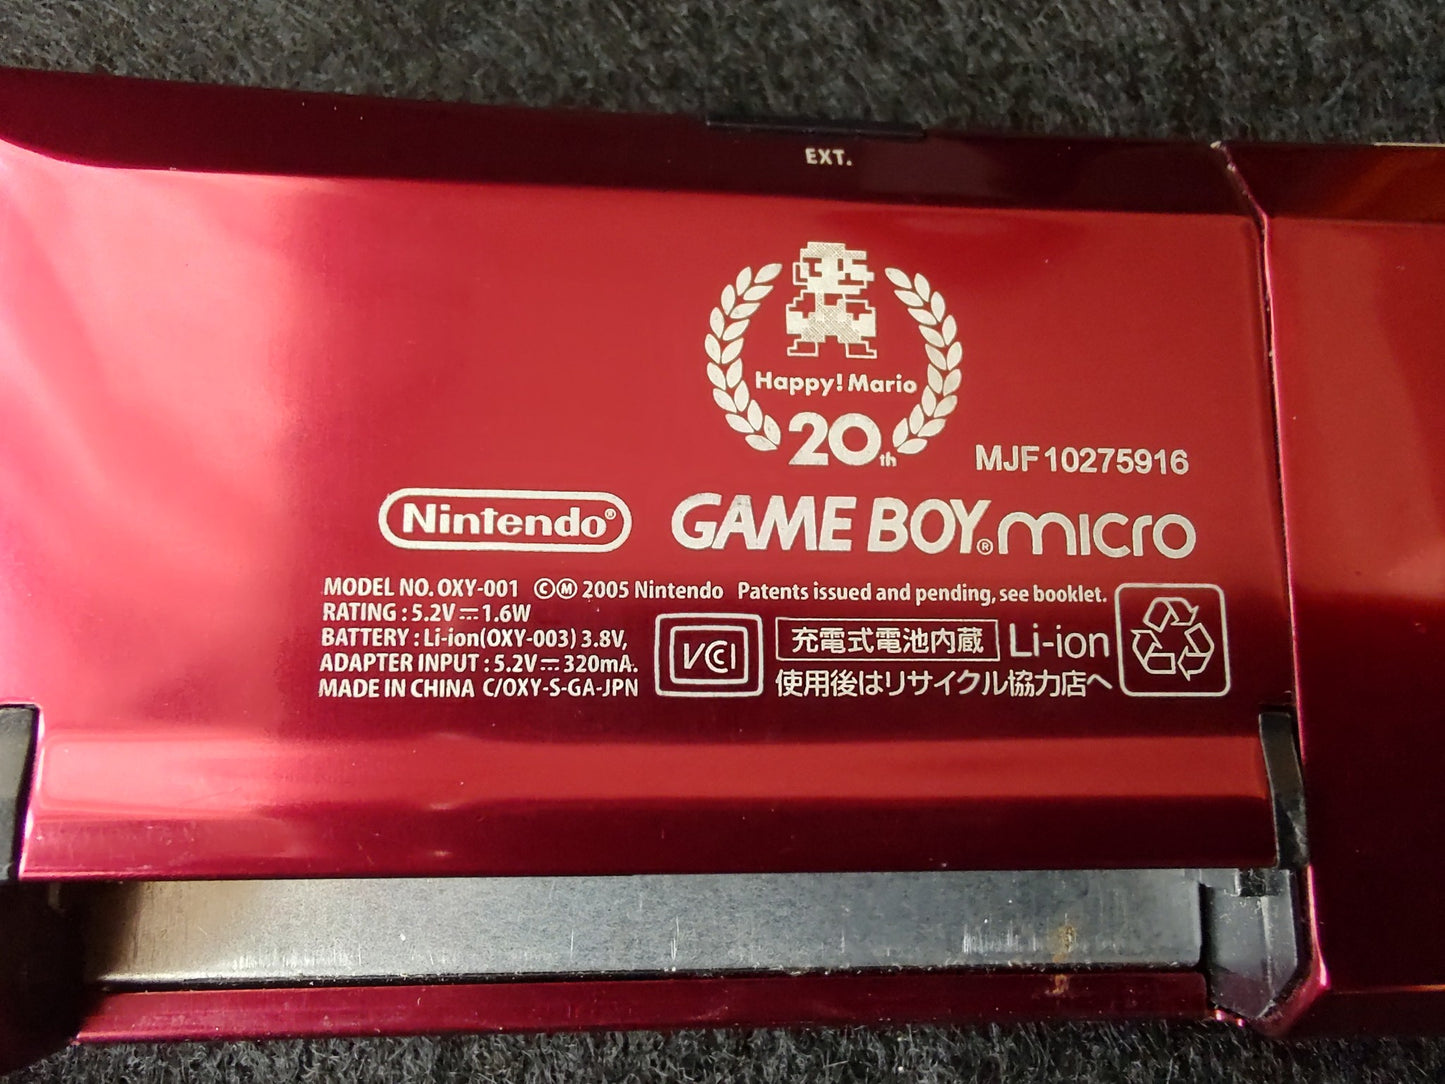 EXT.
Happy! Mario
20th
MJF10275916
Nintendo®
GAME BOY® micro
MODEL NO. OXY-001 ©Ⓜ 2005 Nintendo Patents issued and pending, see booklet.
RATING : 5.2V⎓1.6W
BATTERY : Li-ion(OXY-003) 3.8V,
ADAPTER INPUT : 5.2V⎓320mA.
MADE IN CHINA C/OXY-S-GA-JPN
VCI
充電式電池内蔵 Li-ion
使用後はリサイクル協力店へ